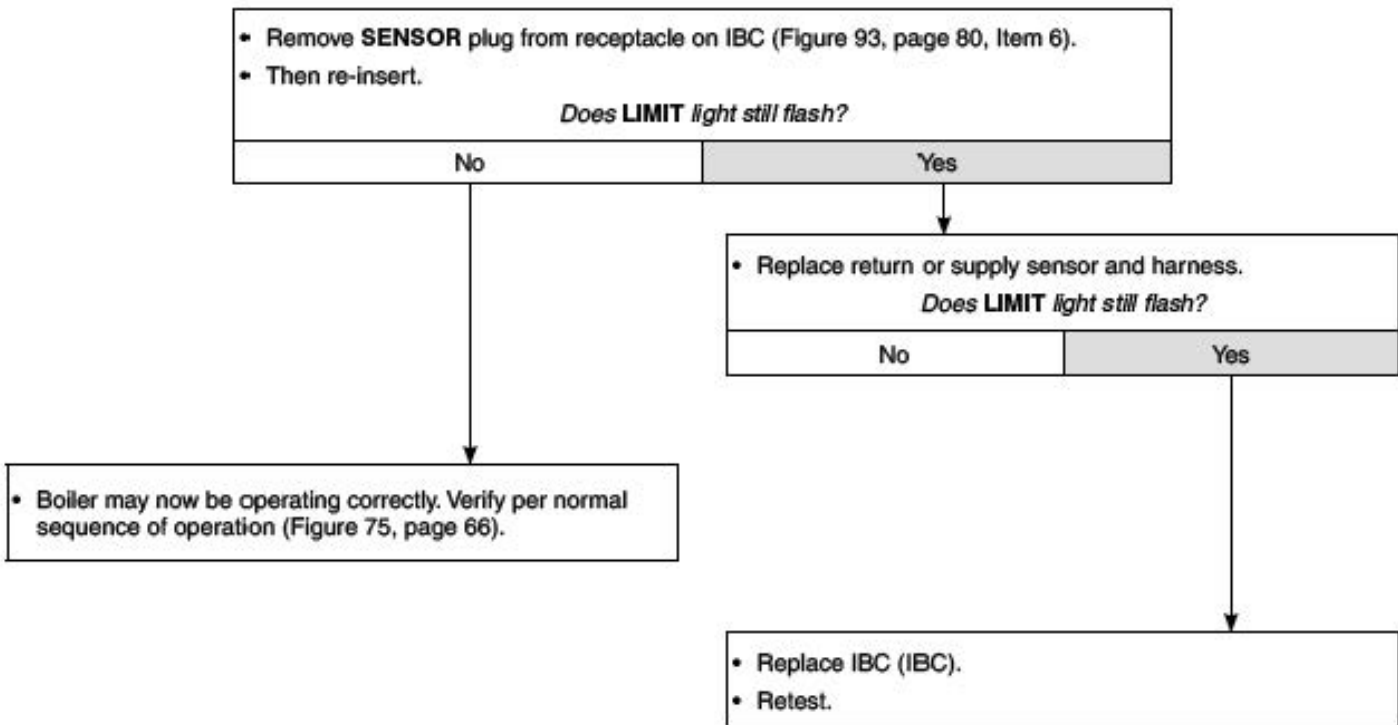 • Remove SENSOR plug from receptacle on IBC (Figure 93, page 80, Item 6).
• Then re-insert.
Does LIMIT light still flash?
No
Yes
• Replace return or supply sensor and harness.
Does LIMIT light still flash?
No
Yes
• Boiler may now be operating correctly. Verify per normal
sequence of operation (Figure 75, page 66).
• Replace IBC (IBC).
• Retest.